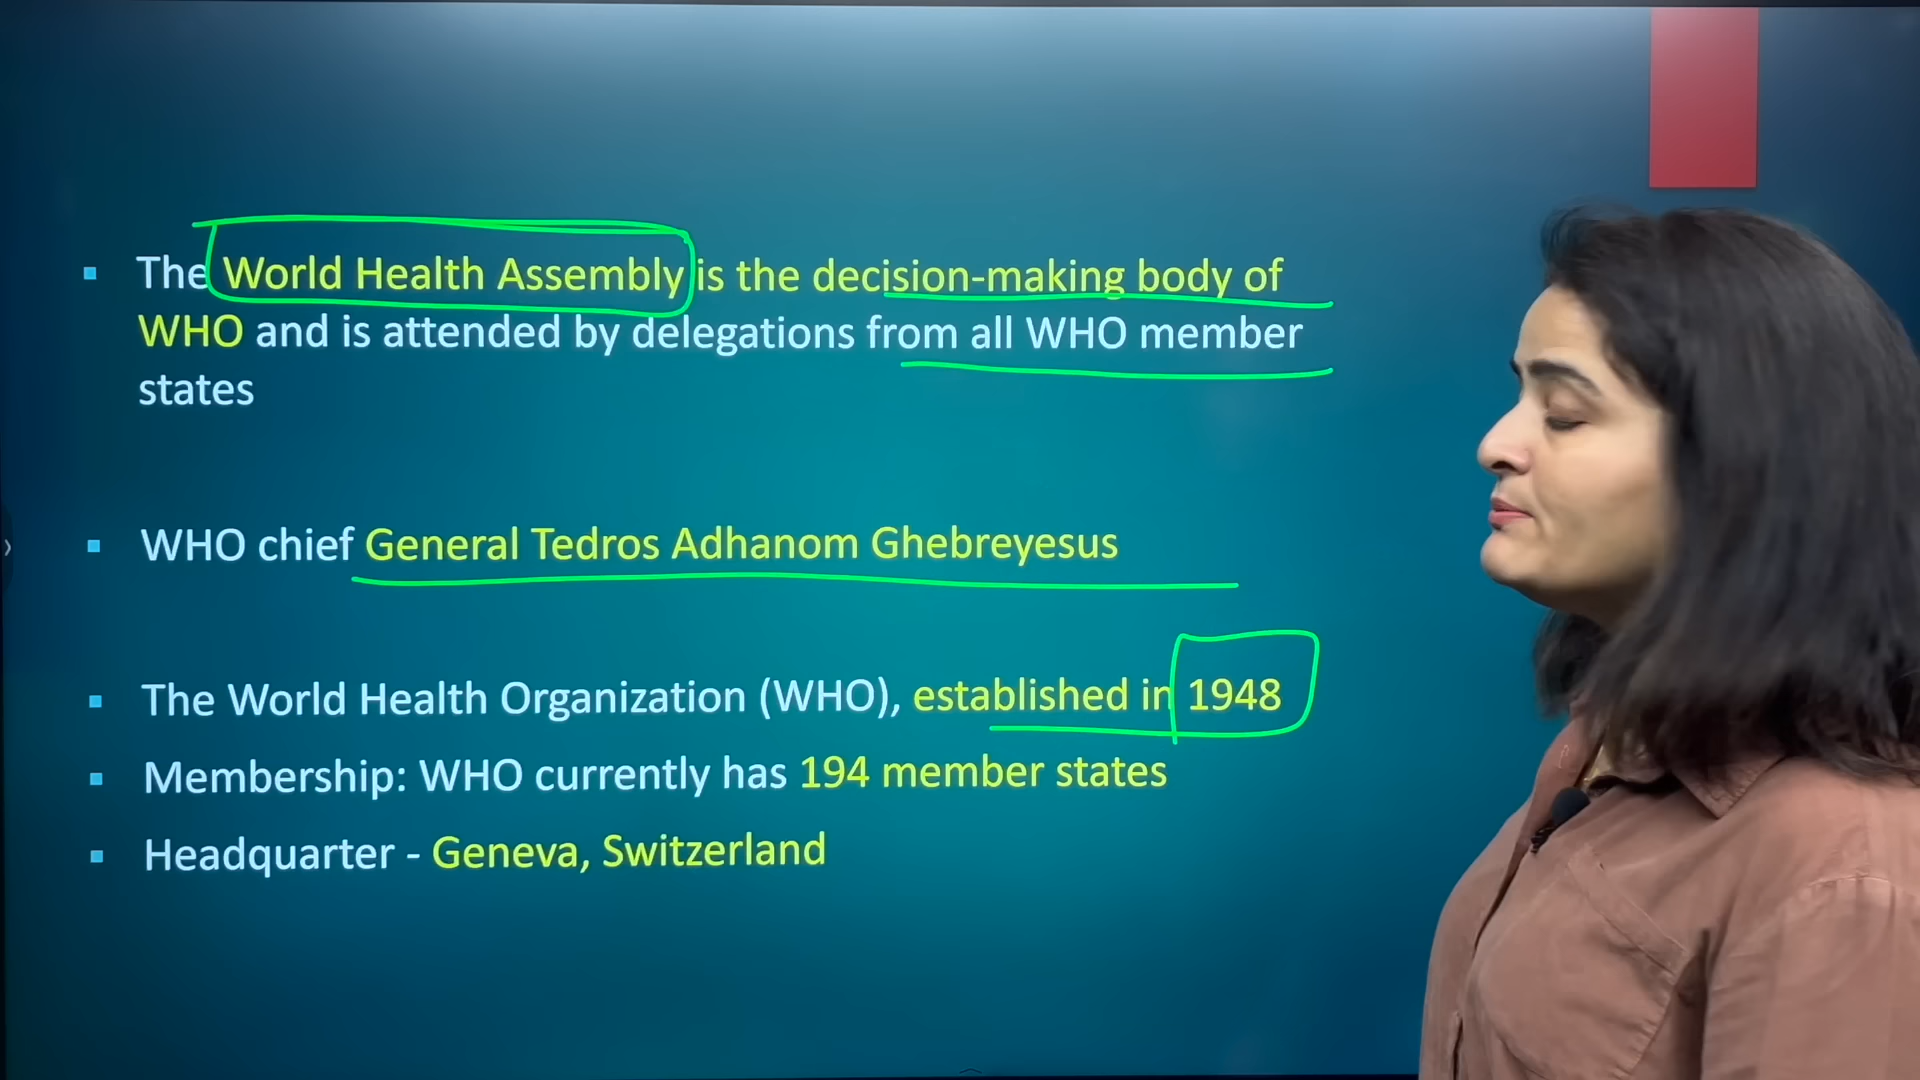 The World Health Assembly is the decision-making body of
WHO and is attended by delegations from all WHO member
states
WHO chief General Tedros Adhanom Ghebreyesus
The World Health Organization (WHO), established in 1948
Membership: WHO currently has 194 member states
Headquarter - Geneva, Switzerland